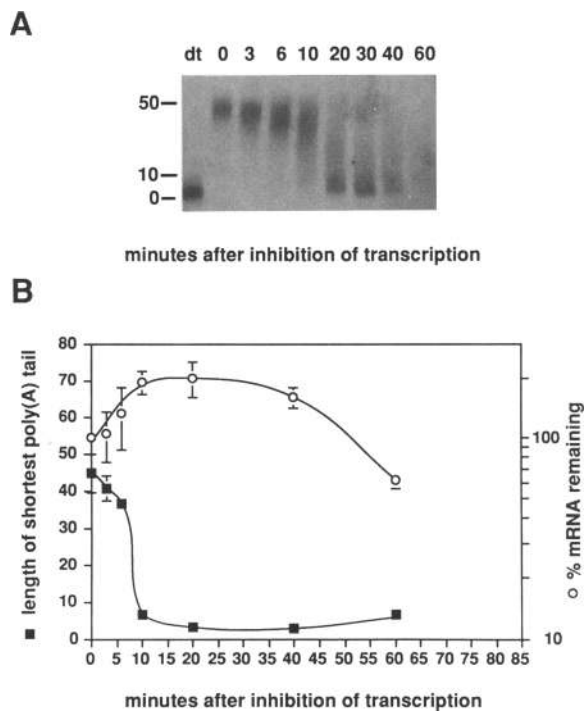 A
dt 0 3 6 10 20 30 40 60
50
10
0
minutes after inhibition of transcription
B
80
70
60
50
40
30
20
10
0
■ length of shortest poly(A) tail
100
10
○ % mRNA remaining
0 5 10 15 20 25 30 35 40 45 50 55 60 65 70 75 80 85
minutes after inhibition of transcription